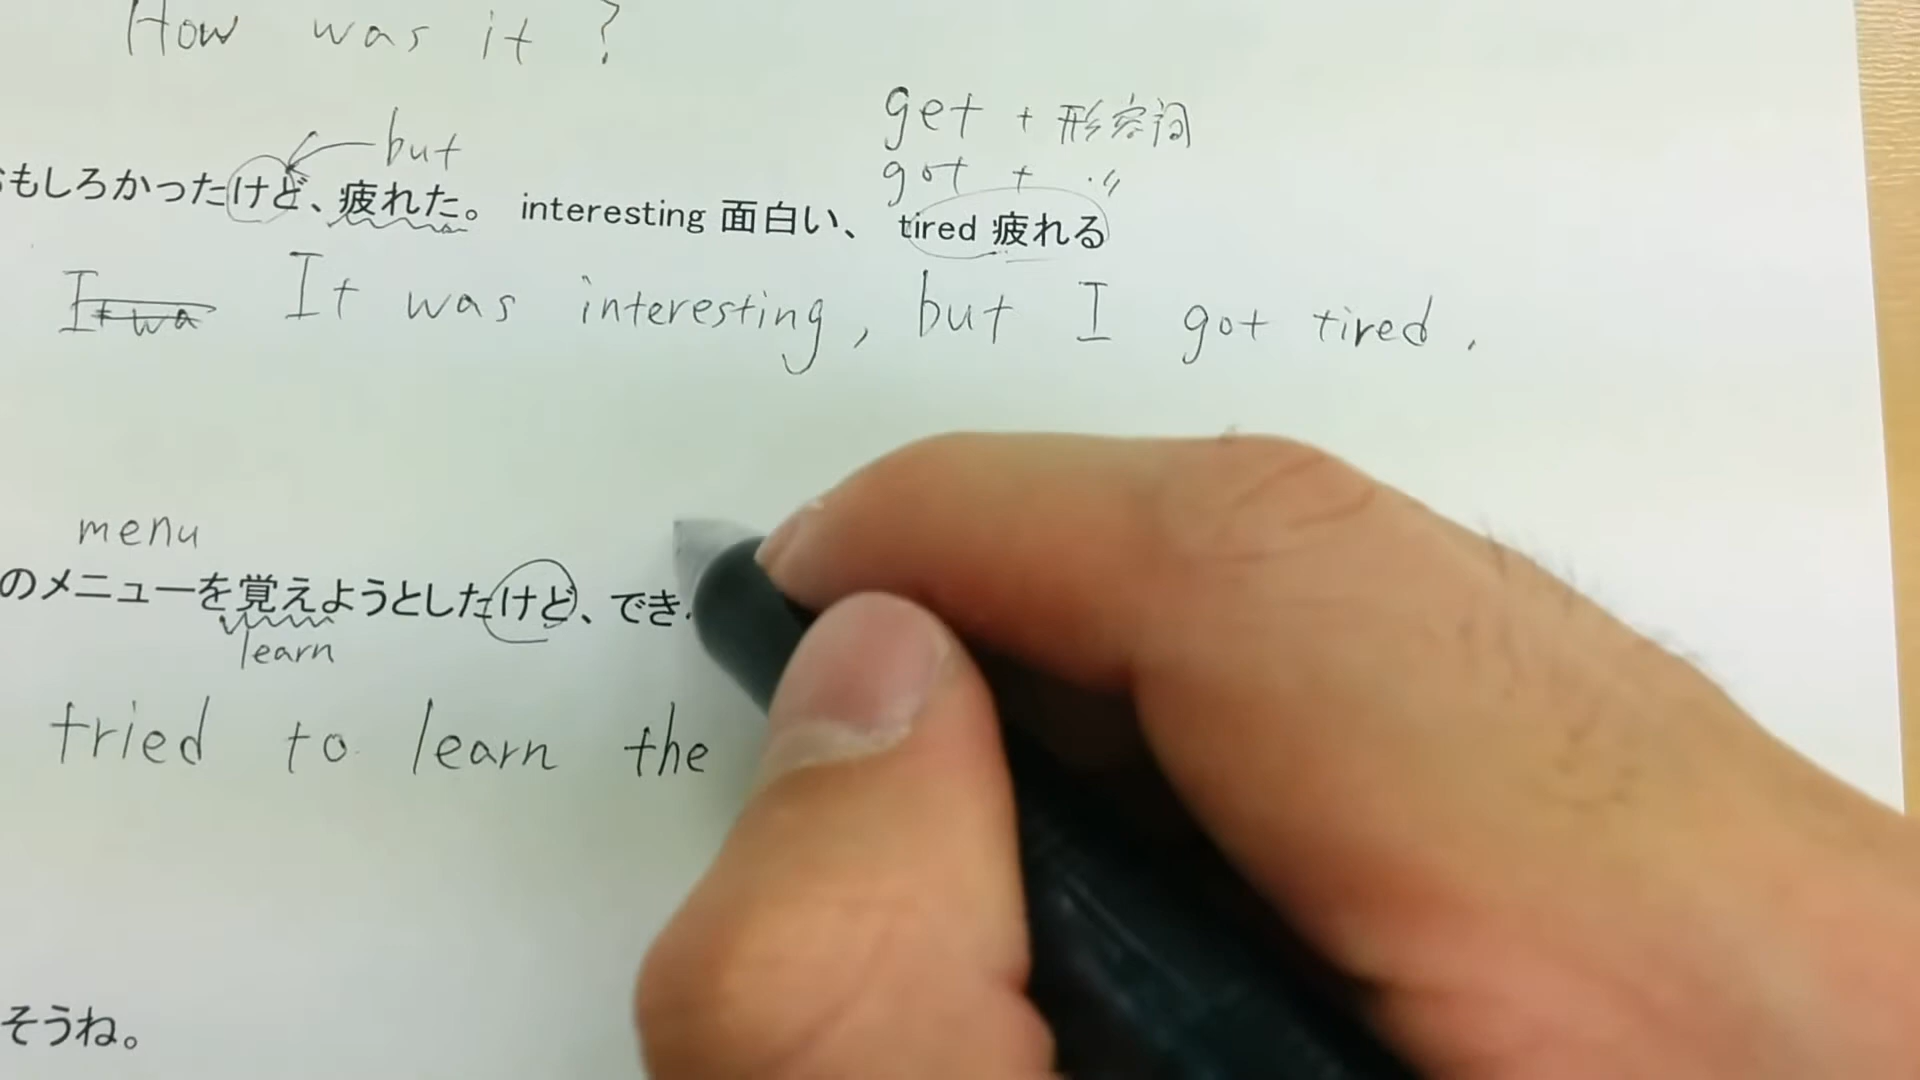 How was it ?
but
get + 形容詞
got + 〃
もしろかったけど、疲れた。 interesting 面白い、 tired 疲れる
It wa It was interesting, but I got tired.
menu
のメニューを覚えようとしたけど、でき
learn
tried to learn the
そうね。